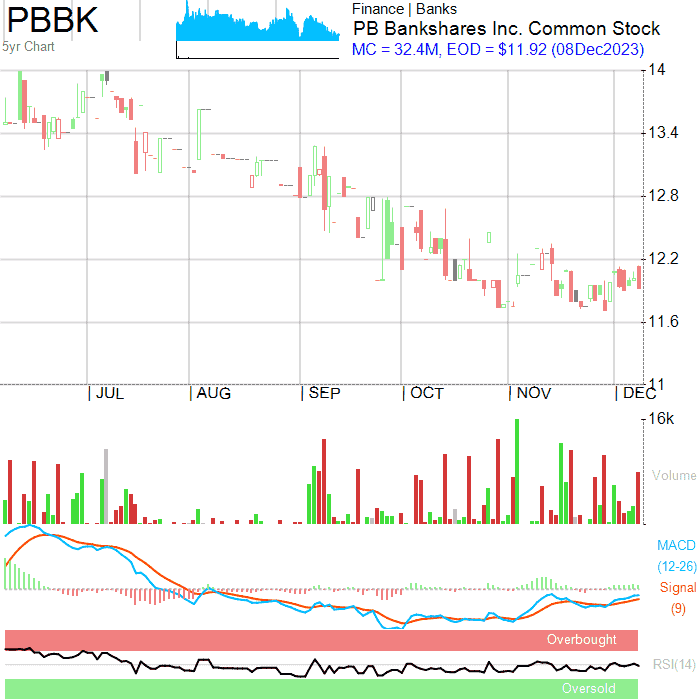 PBBK
5yr Chart
Finance | Banks
PB Bankshares Inc. Common Stock
MC = 32.4M, EOD = $11.92 (08Dec2023)
14
13.4
12.8
12.2
11.6
11
| JUL | AUG | SEP | OCT | NOV | DEC
16k
Volume
MACD
(12-26)
Signal
(9)
Overbought
RSI(14)
Oversold